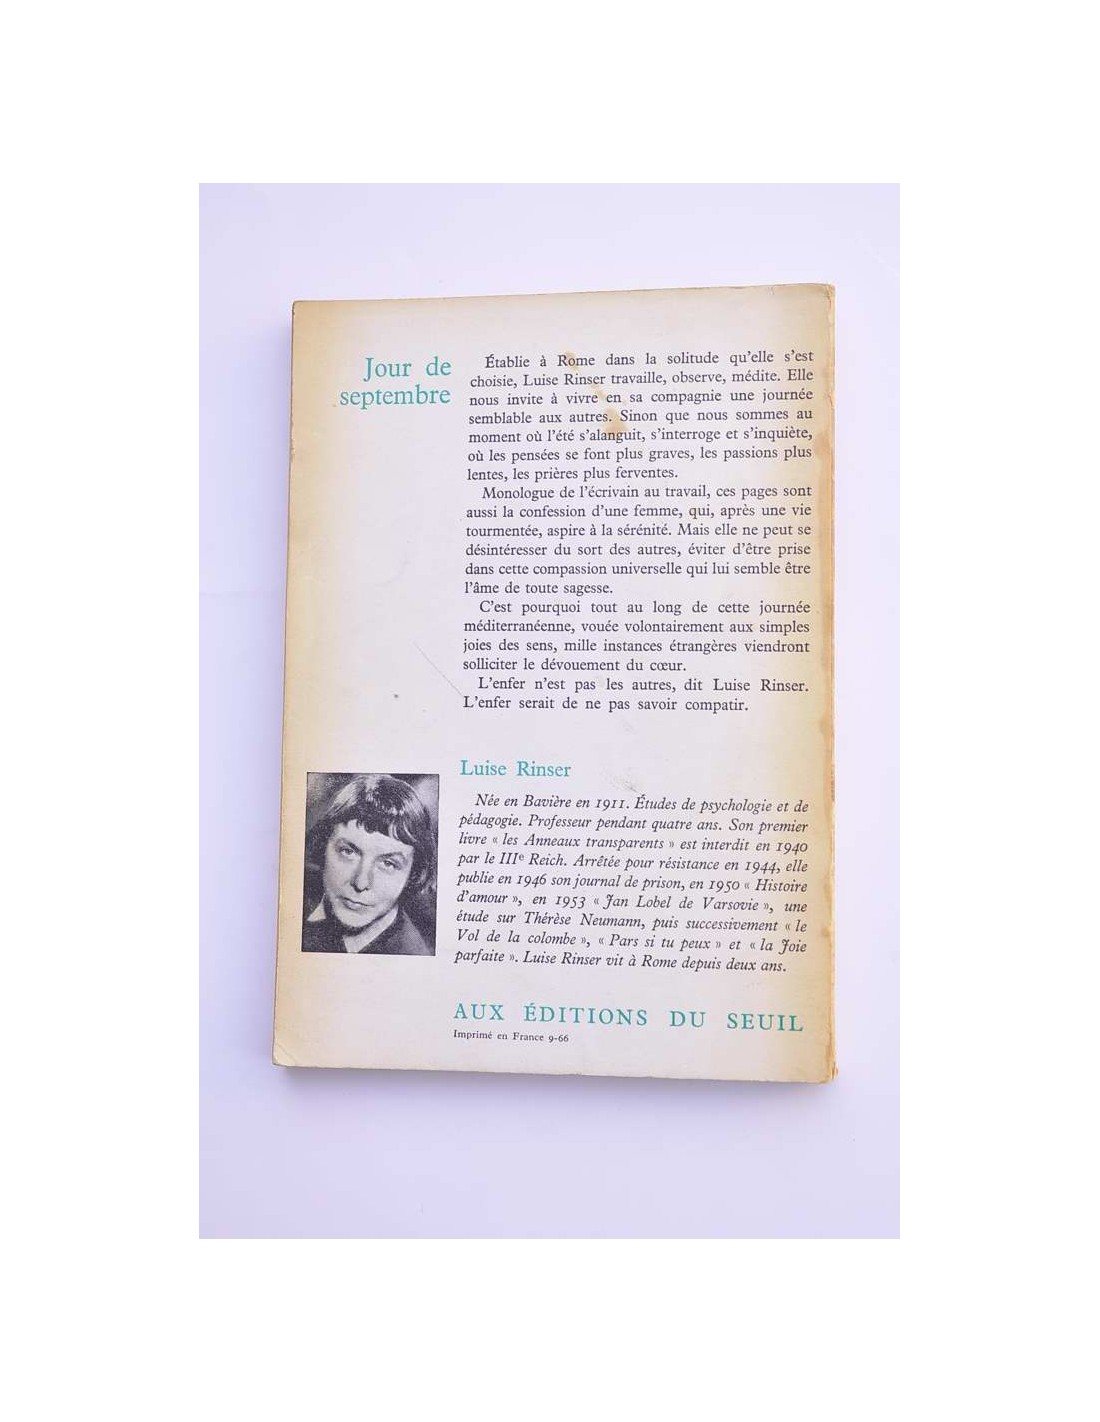 Jour de
septembre
Établie à Rome dans la solitude qu'elle s'est
choisie, Luise Rinser travaille, observe, médite. Elle
nous invite à vivre en sa compagnie une journée
semblable aux autres. Sinon que nous sommes au
moment où l'été s'alanguit, s'interroge et s'inquiète,
où les pensées se font plus graves, les passions plus
lentes, les prières plus ferventes.
Monologue de l'écrivain au travail, ces pages sont
aussi la confession d'une femme, qui, après une vie
tourmentée, aspire à la sérénité. Mais elle ne peut se
désintéresser du sort des autres, éviter d'être prise
dans cette compassion universelle qui lui semble être
l'âme de toute sagesse.
C'est pourquoi tout au long de cette journée
méditerranéenne, vouée volontairement aux simples
joies des sens, mille instances étrangères viendront
solliciter le dévouement du cœur.
L'enfer n'est pas les autres, dit Luise Rinser.
L'enfer serait de ne pas savoir compatir.
Luise Rinser
Née en Bavière en 1911. Études de psychologie et de
pédagogie. Professeur pendant quatre ans. Son premier
livre « les Anneaux transparents » est interdit en 1940
par le IIIe Reich. Arrêtée pour résistance en 1944, elle
publie en 1946 son journal de prison, en 1950 « Histoire
d'amour », en 1953 « Jan Lobel de Varsovie », une
étude sur Thérèse Neumann, puis successivement « le
Vol de la colombe », « Pars si tu peux » et « la Joie
parfaite ». Luise Rinser vit à Rome depuis deux ans.
AUX ÉDITIONS DU SEUIL
Imprimé en France 9-66